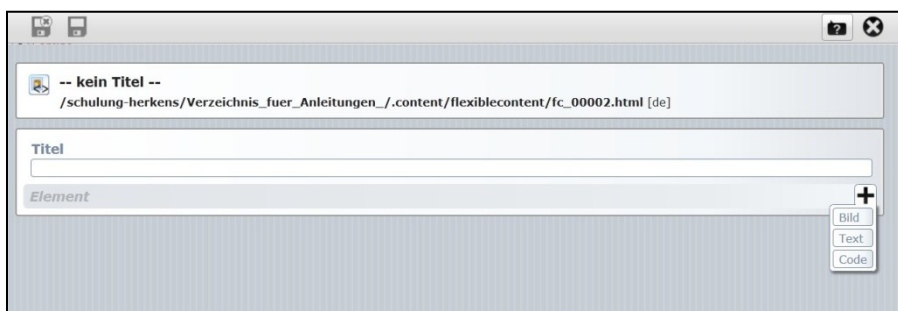 -- kein Titel --
/schulung-herkens/Verzeichnis_fuer_Anleitungen_/.content/flexiblecontent/fc_00002.html [de]
Titel
Element
Bild
Text
Code